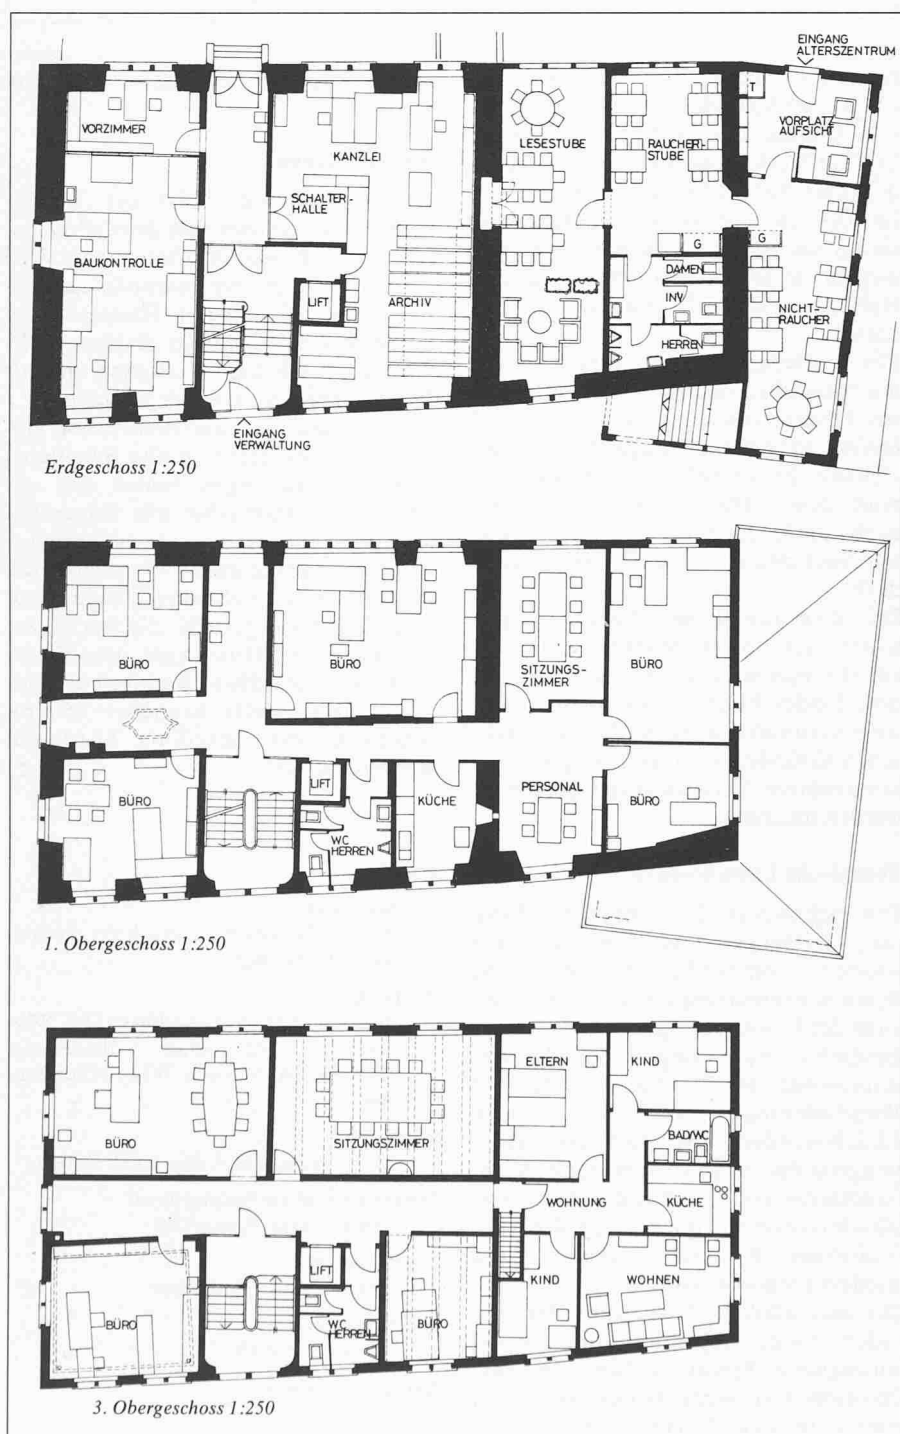 EINGANG
ALTERSZENTRUM
T
VORPLATZ
AUFSICHT
VORZIMMER
KANZLEI
LESESTUBE
RAUCHER-
STUBE
SCHALTER-
HALLE
BAUKONTROLLE
G
G
DAMEN
LIFT
ARCHIV
INV
NICHT-
RAUCHER
HERREN
EINGANG
VERWALTUNG
Erdgeschoss 1:250
BÜRO
BÜRO
SITZUNGS-
ZIMMER
BÜRO
BÜRO
LIFT
KÜCHE
PERSONAL
BÜRO
WC
HERREN
1. Obergeschoss 1:250
ELTERN
KIND
BÜRO
SITZUNGSZIMMER
BAD/WC
WOHNUNG
KÜCHE
LIFT
KIND
WOHNEN
BÜRO
WC
HERREN
BÜRO
3. Obergeschoss 1:250